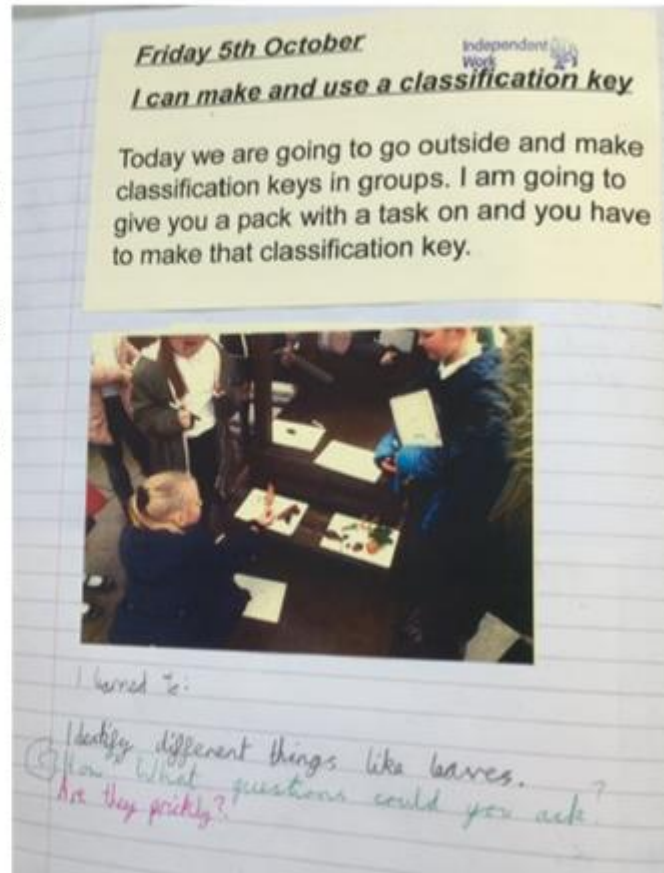 Friday 5th October
Independent
Work
I can make and use a classification key
Today we are going to go outside and make
classification keys in groups. I am going to
give you a pack with a task on and you have
to make that classification key.
I learned to:
Identify different things like leaves.
How? What questions could you ask?
Are they prickly?